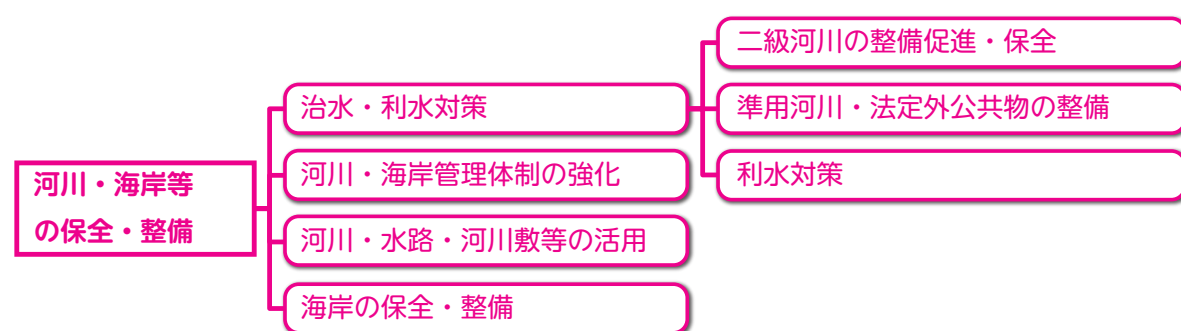 河川・海岸等
の保全・整備
治水・利水対策
河川・海岸管理体制の強化
河川・水路・河川敷等の活用
海岸の保全・整備
二級河川の整備促進・保全
準用河川・法定外公共物の整備
利水対策